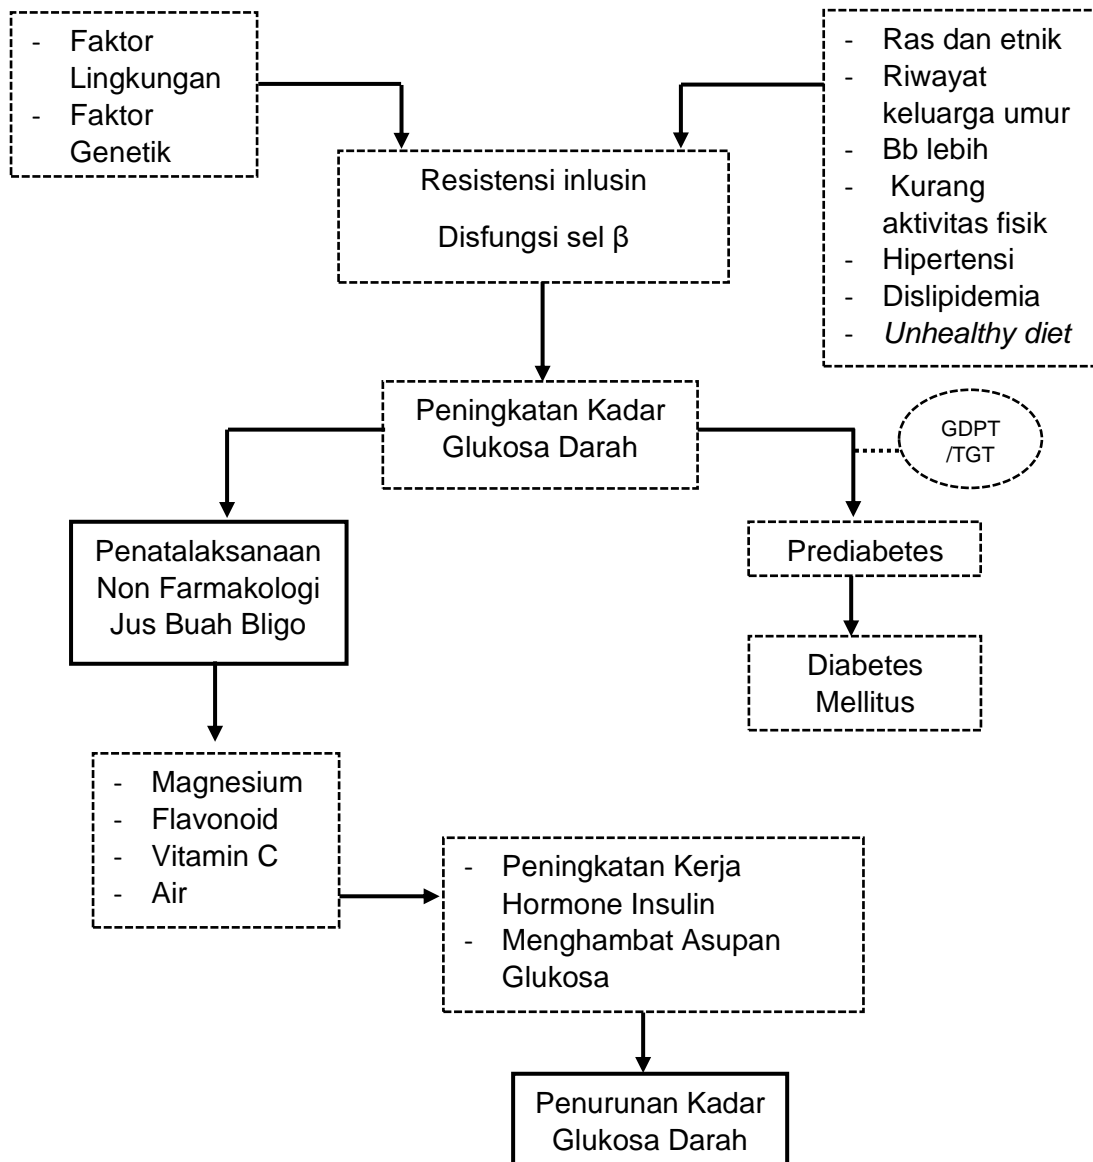 - Faktor
Lingkungan
- Faktor
Genetik
- Ras dan etnik
- Riwayat
keluarga umur
- Bb lebih
- Kurang
aktivitas fisik
- Hipertensi
- Dislipidemia
- Unhealthy diet
Resistensi inlusin
Disfungsi sel β
Peningkatan Kadar
Glukosa Darah
GDPT
/TGT
Penatalaksanaan
Non Farmakologi
Jus Buah Bligo
Prediabetes
Diabetes
Mellitus
- Magnesium
- Flavonoid
- Vitamin C
- Air
- Peningkatan Kerja
Hormone Insulin
- Menghambat Asupan
Glukosa
Penurunan Kadar
Glukosa Darah